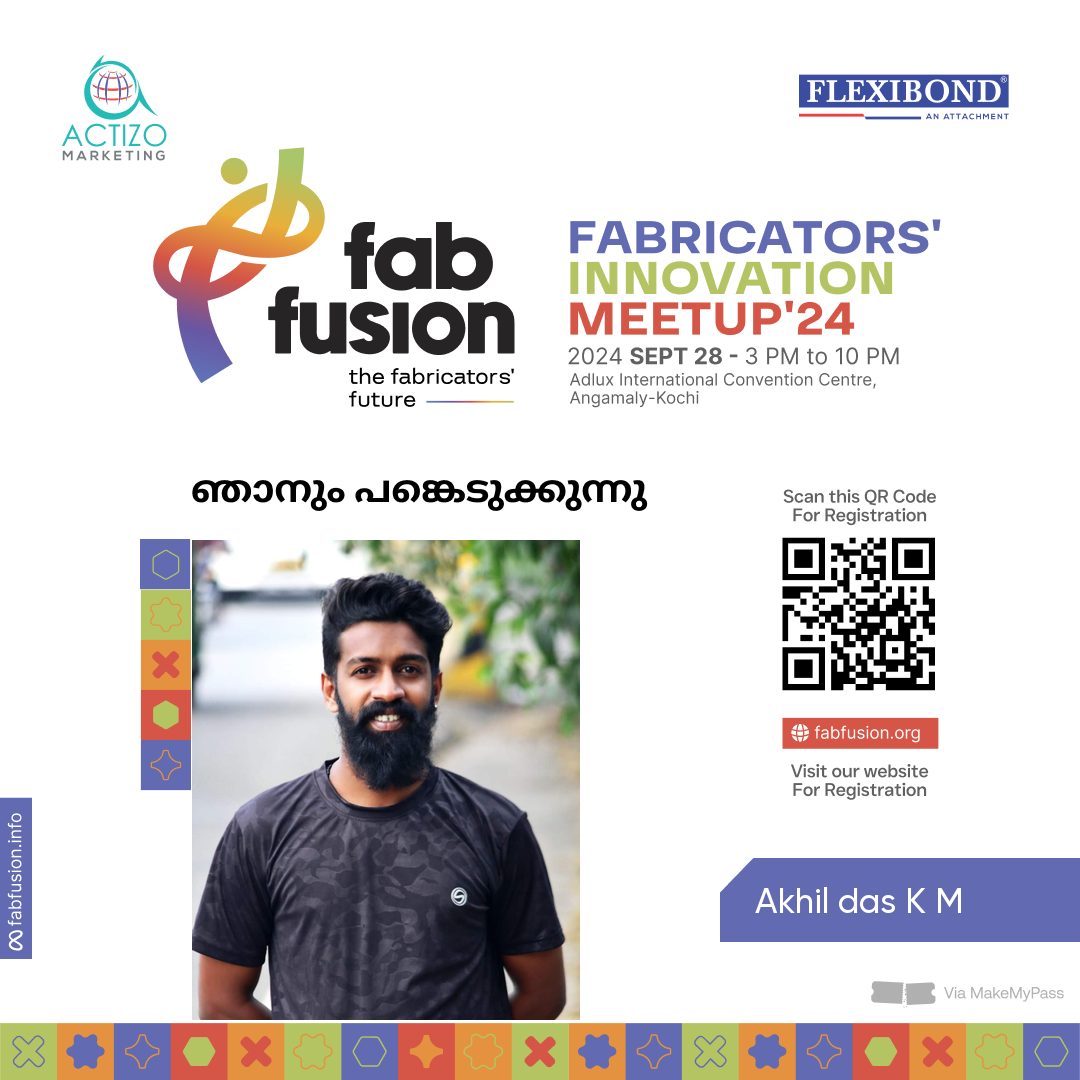 ACTIZO
MARKETING
FLEXIBOND®
AN ATTACHMENT
fab
fusion
the fabricators'
future
FABRICATORS'
INNOVATION
MEETUP'24
2024 SEPT 28 - 3 PM to 10 PM
Adlux International Convention Centre,
Angamaly-Kochi
ഞാനും പങ്കെടുക്കുന്നു
Scan this QR Code
For Registration
fabfusion.org
Visit our website
For Registration
fabfusion.info
Akhil das K M
Via MakeMyPass